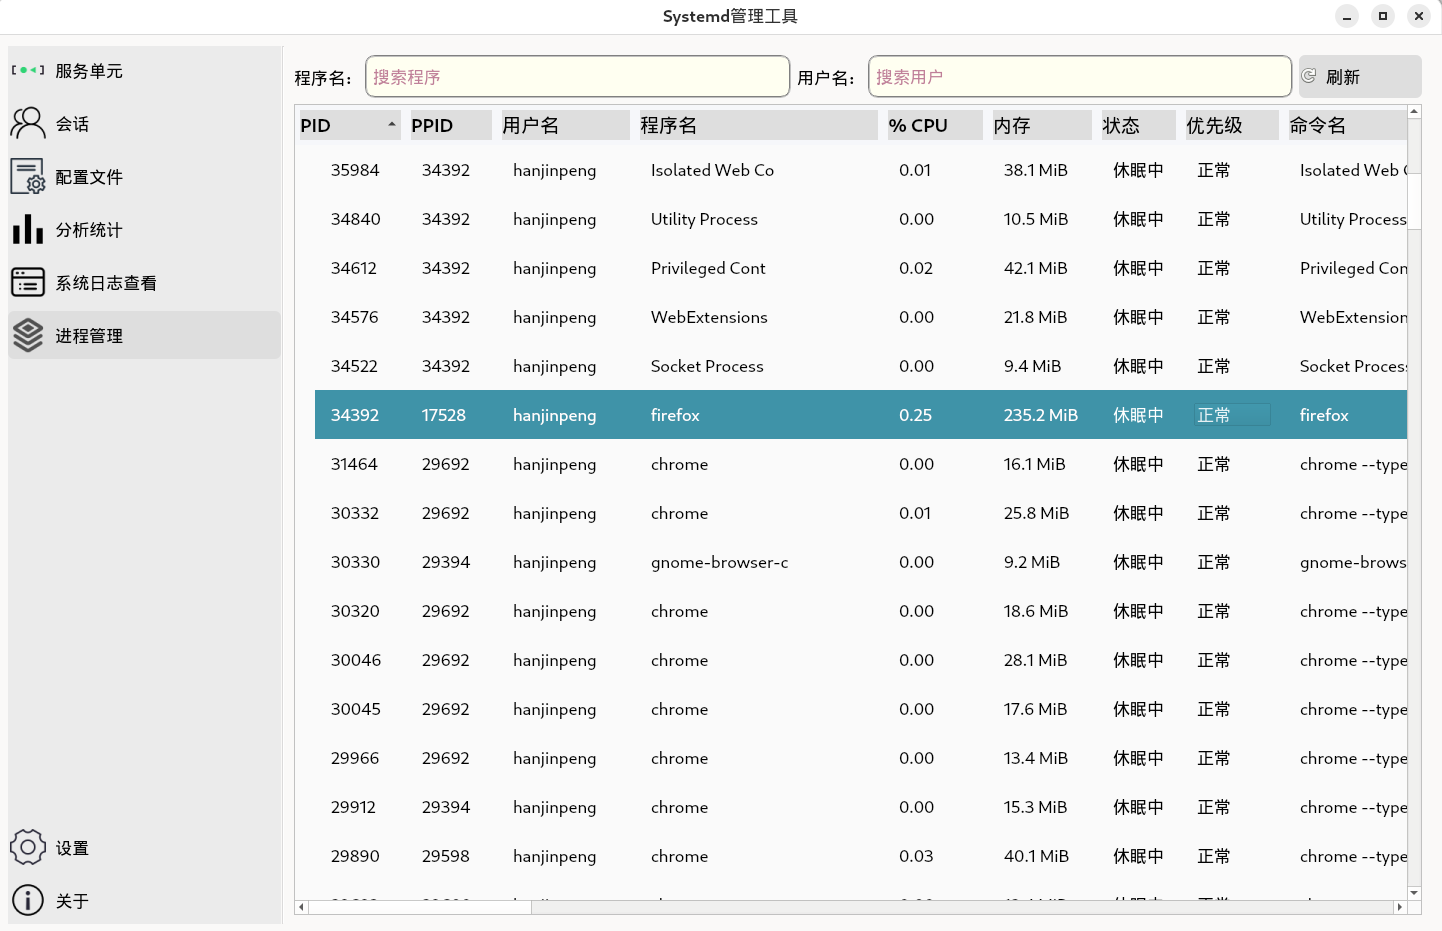 Systemd管理工具
服务单元
会话
配置文件
分析统计
系统日志查看
进程管理
设置
关于
程序名: 搜索程序 用户名: 搜索用户 刷新
PID PPID 用户名 程序名 % CPU 内存 状态 优先级 命令名
35984 34392 hanjinpeng Isolated Web Co 0.01 38.1 MiB 休眠中 正常 Isolated Web
34840 34392 hanjinpeng Utility Process 0.00 10.5 MiB 休眠中 正常 Utility Process
34612 34392 hanjinpeng Privileged Cont 0.02 42.1 MiB 休眠中 正常 Privileged Con
34576 34392 hanjinpeng WebExtensions 0.00 21.8 MiB 休眠中 正常 WebExtension
34522 34392 hanjinpeng Socket Process 0.00 9.4 MiB 休眠中 正常 Socket Proces
34392 17528 hanjinpeng firefox 0.25 235.2 MiB 休眠中 正常 firefox
31464 29692 hanjinpeng chrome 0.00 16.1 MiB 休眠中 正常 chrome --type
30332 29692 hanjinpeng chrome 0.01 25.8 MiB 休眠中 正常 chrome --type
30330 29394 hanjinpeng gnome-browser-c 0.00 9.2 MiB 休眠中 正常 gnome-brows
30320 29692 hanjinpeng chrome 0.00 18.6 MiB 休眠中 正常 chrome --type
30046 29692 hanjinpeng chrome 0.00 28.1 MiB 休眠中 正常 chrome --type
30045 29692 hanjinpeng chrome 0.00 17.6 MiB 休眠中 正常 chrome --type
29966 29692 hanjinpeng chrome 0.00 13.4 MiB 休眠中 正常 chrome --type
29912 29394 hanjinpeng chrome 0.00 15.3 MiB 休眠中 正常 chrome --type
29890 29598 hanjinpeng chrome 0.03 40.1 MiB 休眠中 正常 chrome --type